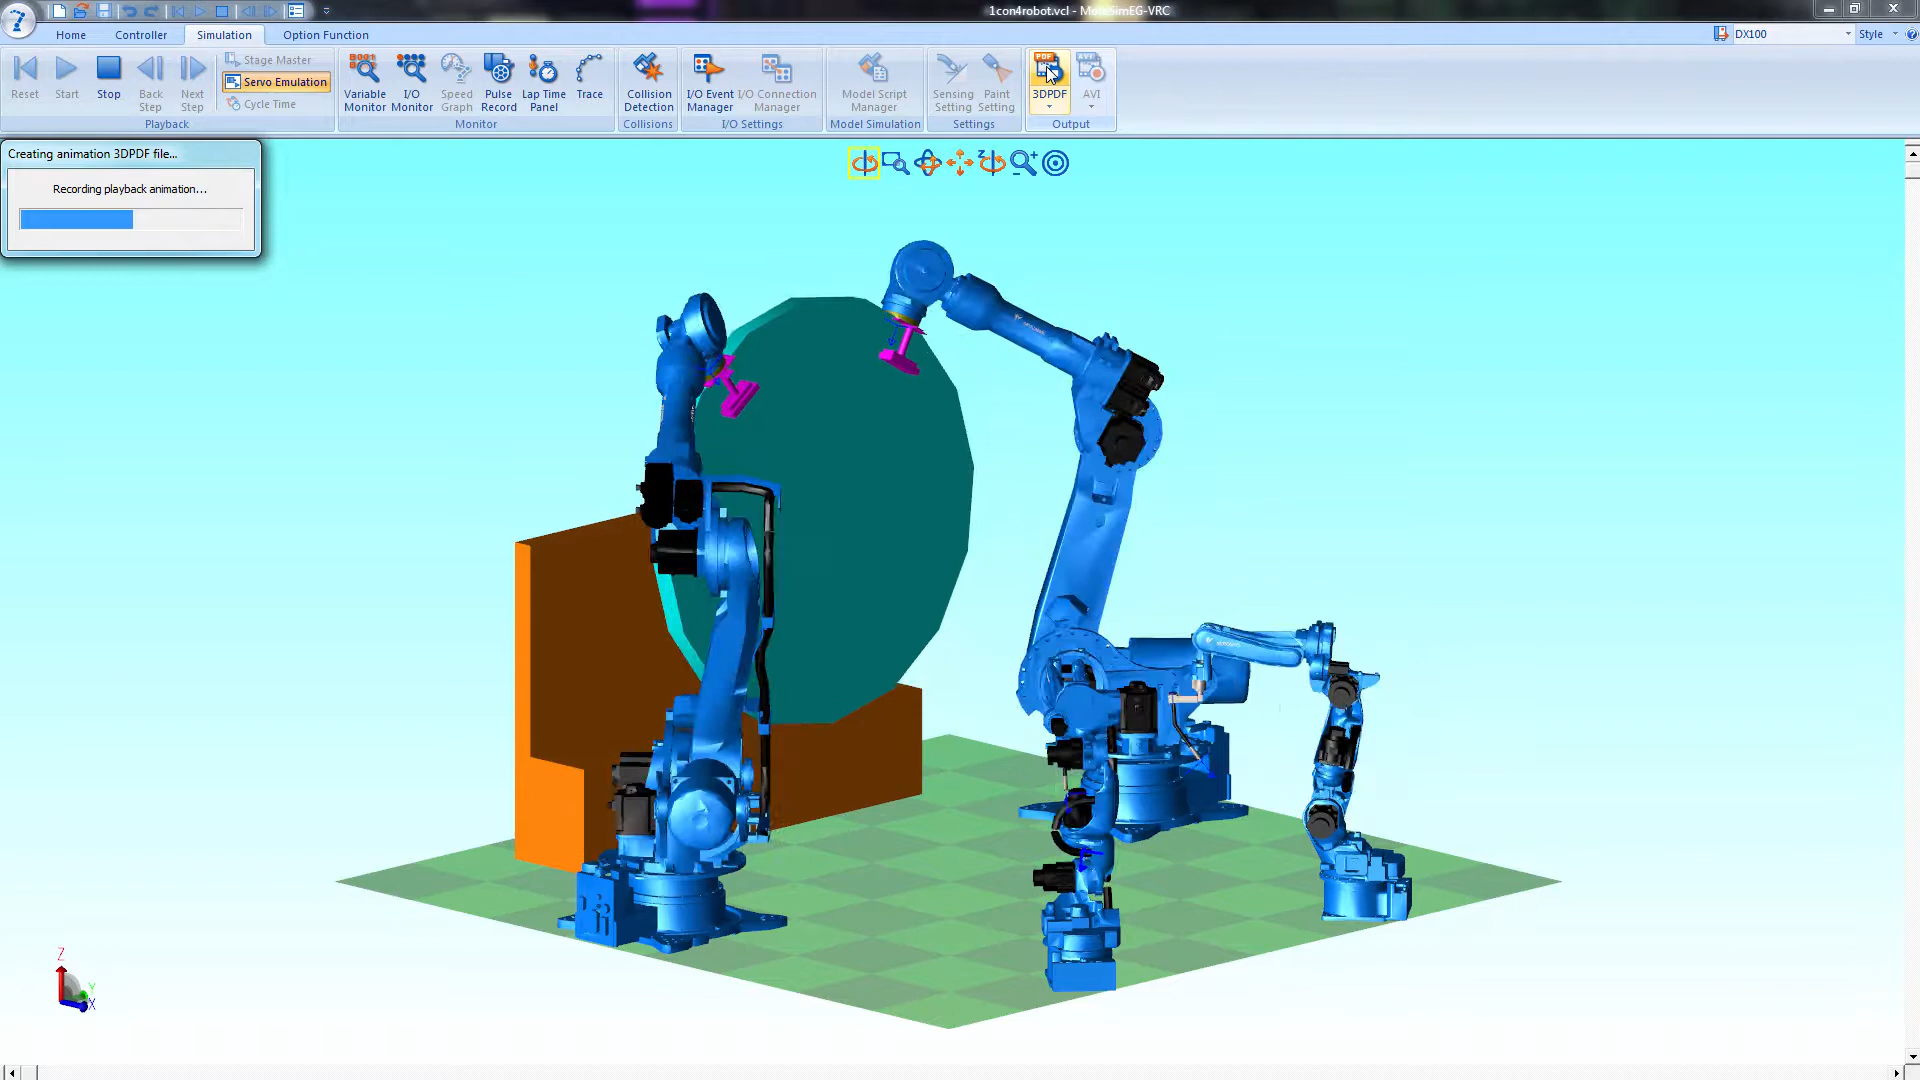 1con4robot.vcl - MotoSimEG-VRC
Home Controller Simulation Option Function
DX100 Style
Reset Start Stop Back Step Next Step
Stage Master
Servo Emulation
Cycle Time
Playback
Variable Monitor I/O Monitor Speed Graph Pulse Record Lap Time Panel Trace
Monitor
Collision Detection
Collisions
I/O Event Manager I/O Connection Manager
I/O Settings
Model Script Manager
Model Simulation
Sensing Setting Paint Setting
Settings
PDF
3DPDF
AVI
AVI
Output
Creating animation 3DPDF file...
Recording playback animation...
Z
Z
Y
X